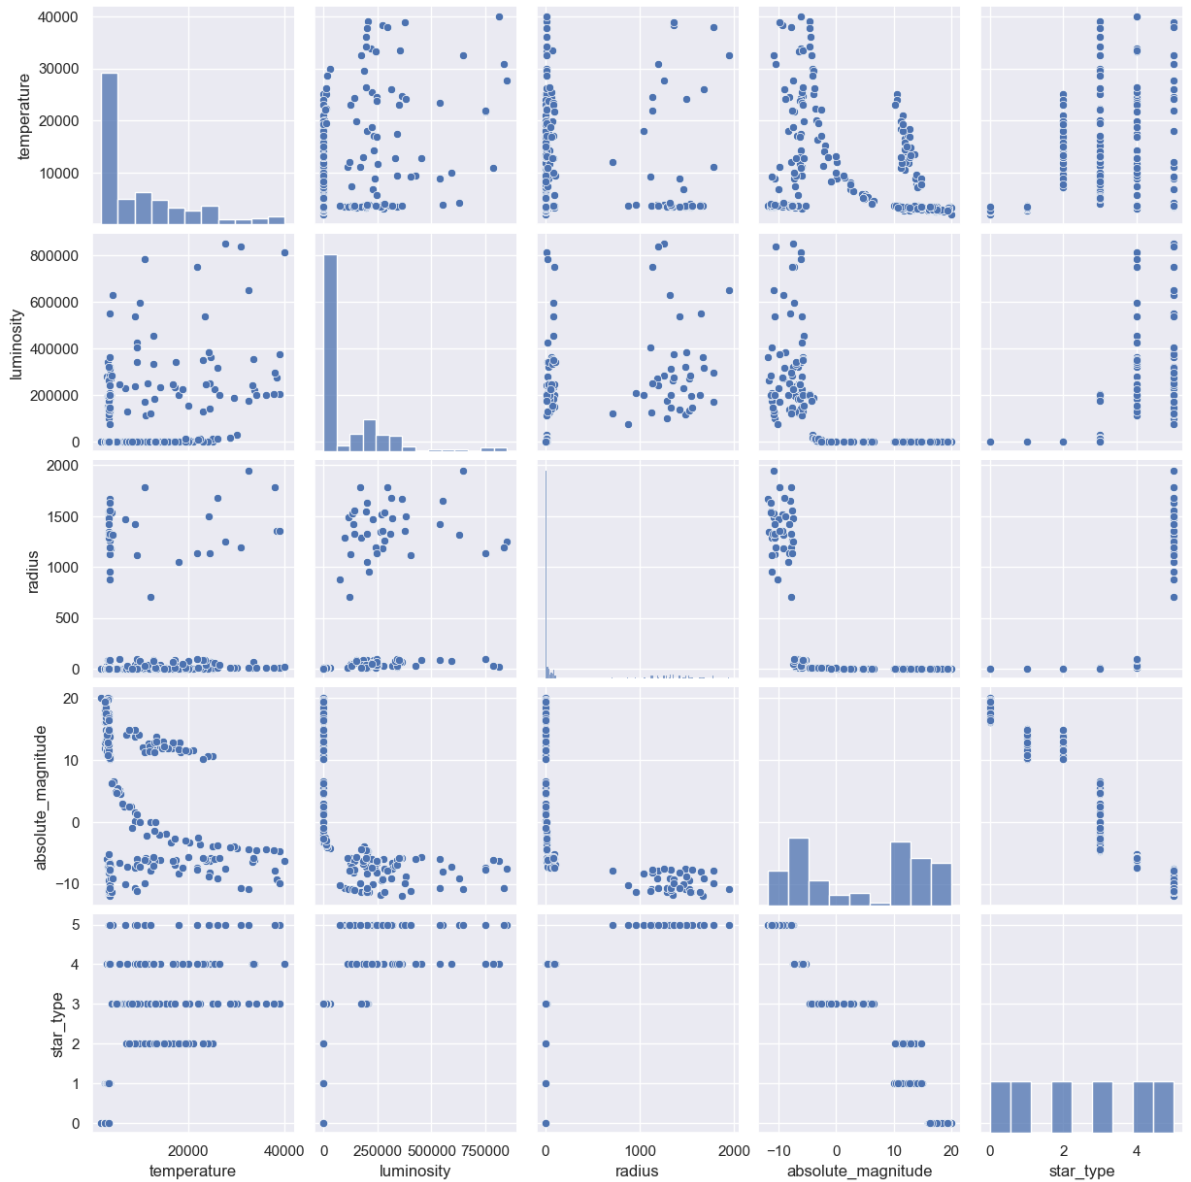 40000
30000
20000
10000
temperature
800000
600000
400000
200000
0
luminosity
2000
1500
1000
500
0
radius
20
10
0
−10
absolute_magnitude
5
4
3
2
1
0
star_type
20000 40000
temperature
0 250000 500000 750000
luminosity
0 1000 2000
radius
−10 0 10 20
absolute_magnitude
0 2 4
star_type